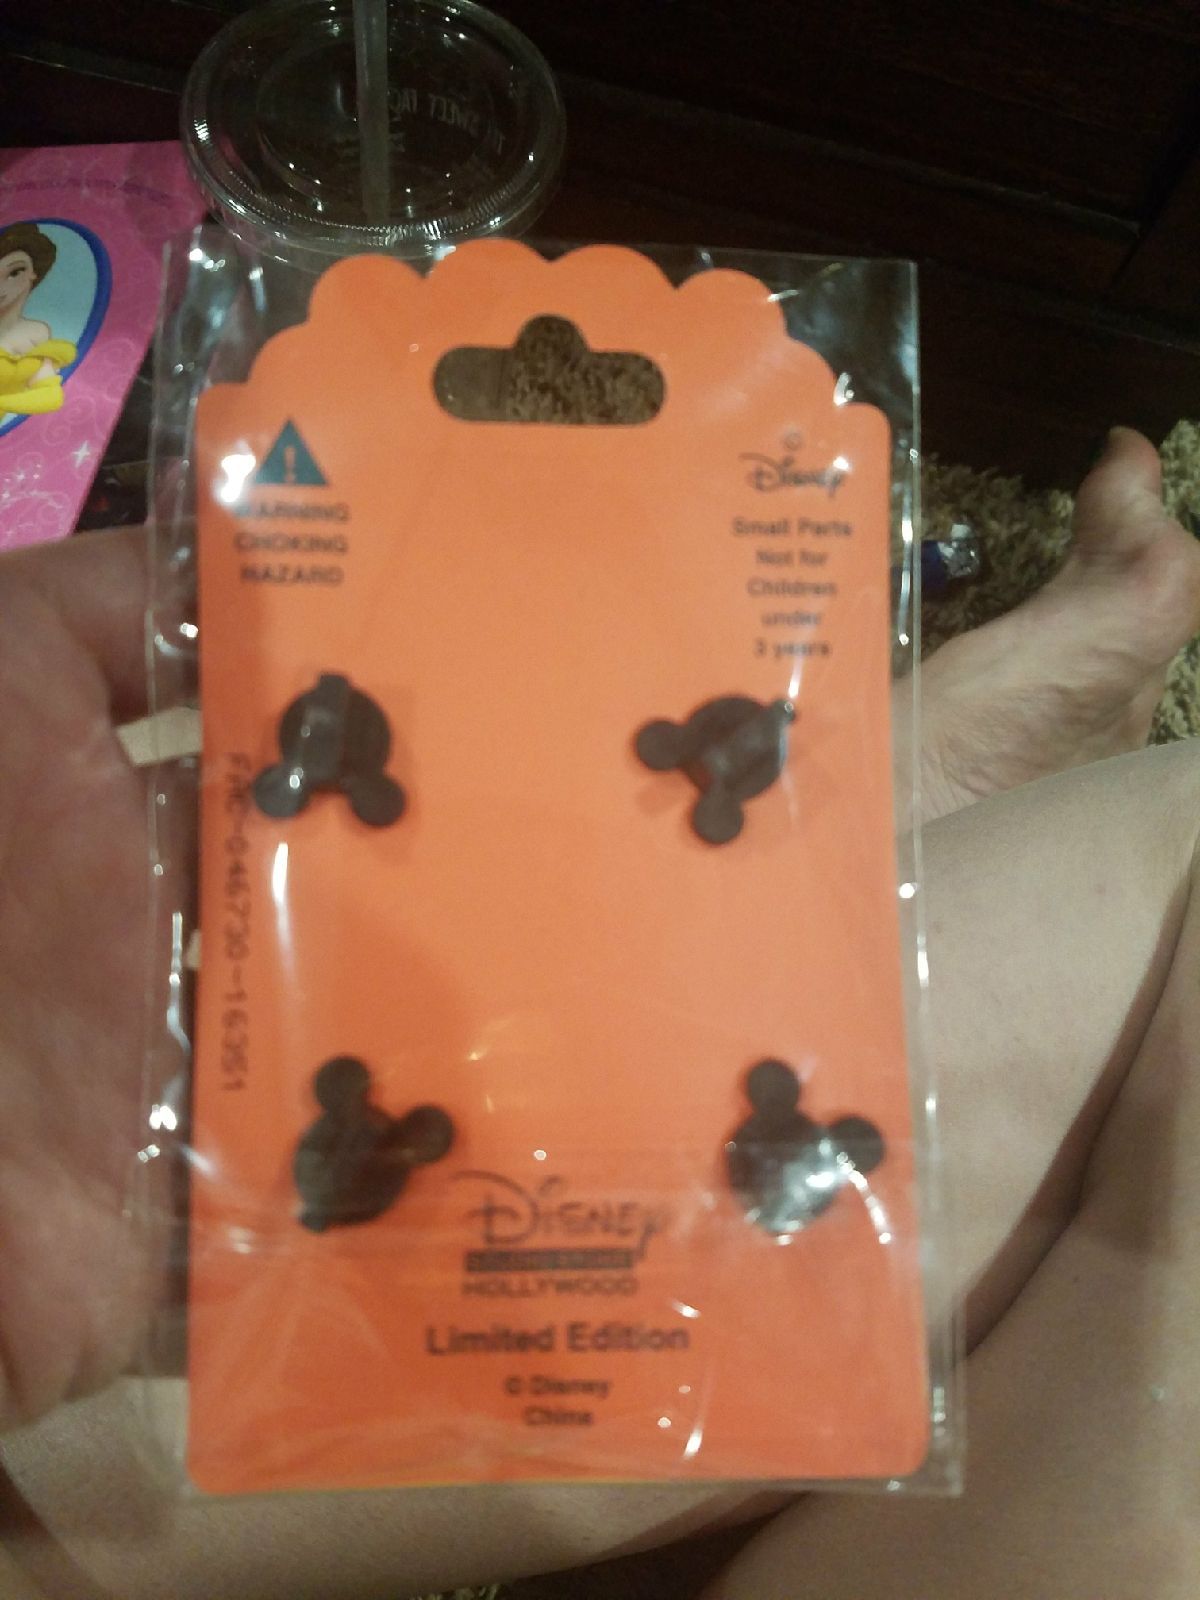 WARNING
CHOKING
HAZARD
Disney
Small Parts
Not for
Children
under
3 years
FAC-046730-16351
Disney
HOLLYWOOD
Limited Edition
© Disney
China